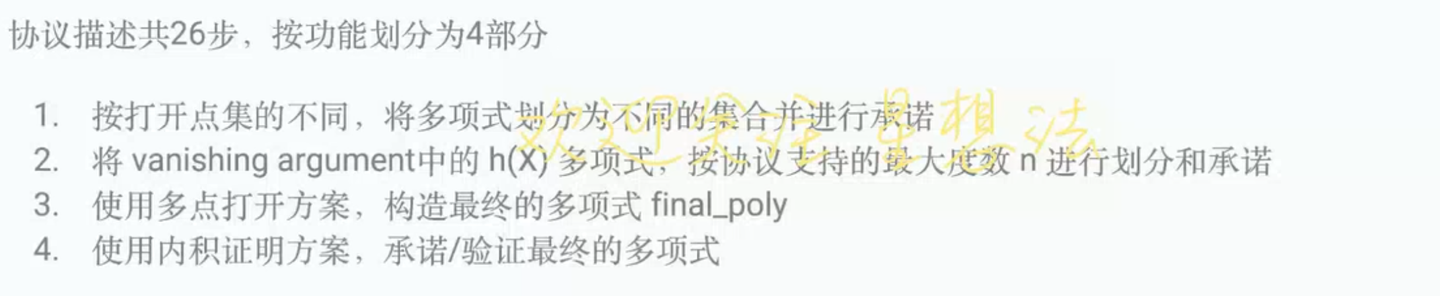 协议描述共26步，按功能划分为4部分
1. 按打开点集的不同，将多项式划分为不同的集合并进行承诺
2. 将 vanishing argument中的 h(X) 多项式，按协议支持的最大度数 n 进行划分和承诺
3. 使用多点打开方案，构造最终的多项式 final_poly
4. 使用内积证明方案，承诺/验证最终的多项式
欢迎关注 星想法